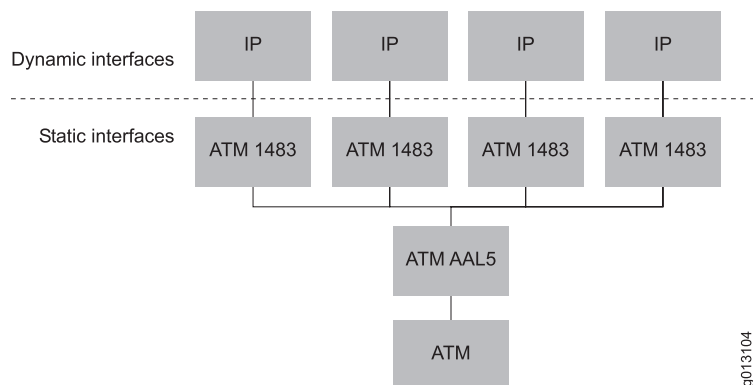 Dynamic interfaces
IP IP IP IP
Static interfaces
ATM 1483 ATM 1483 ATM 1483 ATM 1483
ATM AAL5
ATM
g013104